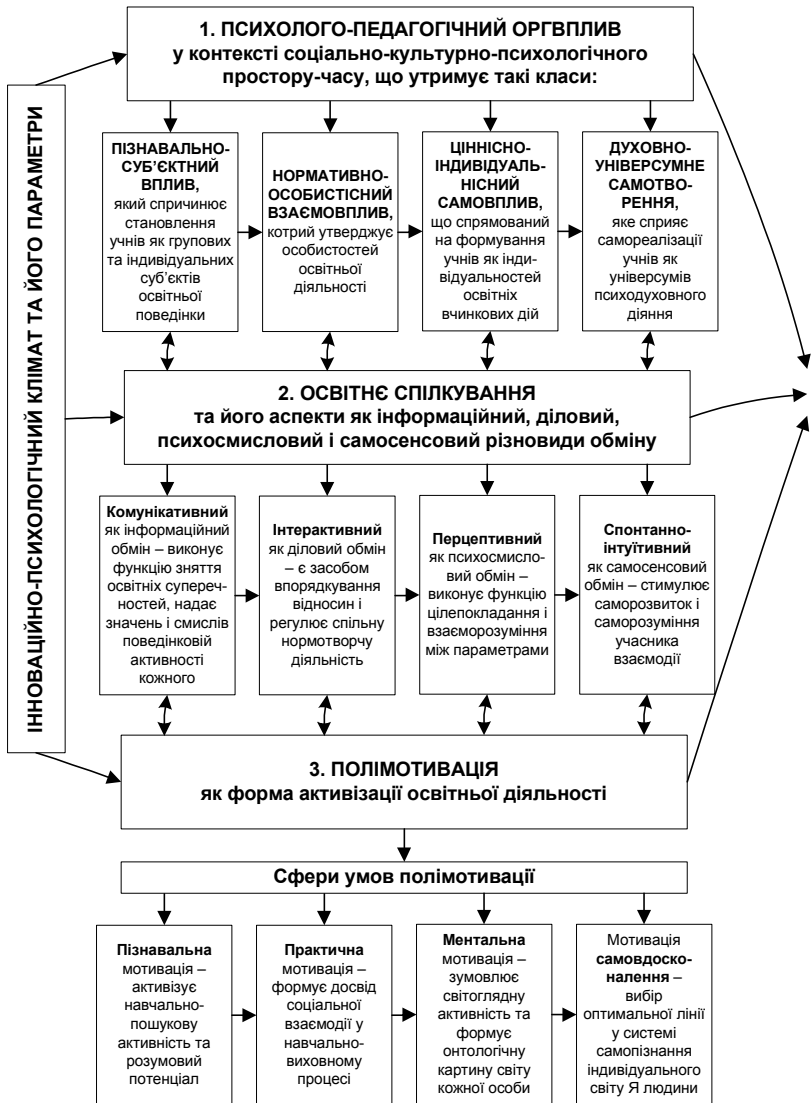 ІННОВАЦІЙНО-ПСИХОЛОГІЧНИЙ КЛІМАТ ТА ЙОГО ПАРАМЕТРИ
1. ПСИХОЛОГО-ПЕДАГОГІЧНИЙ ОРГВПЛИВ
у контексті соціально-культурно-психологічного
простору-часу, що утримує такі класи:
ПІЗНАВАЛЬНО-
СУБ’ЄКТНИЙ
ВПЛИВ,
який спричинює
становлення
учнів як групових
та індивідуальних
суб’єктів
освітньої
поведінки
НОРМАТИВНО-
ОСОБИСТІСНИЙ
ВЗАЄМОВПЛИВ,
котрий утверджує
особистостей
освітньої
діяльності
ЦІННІСНО-
ІНДИВІДУАЛЬ-
НІСНИЙ
САМОВПЛИВ,
що спрямований
на формування
учнів як інди-
відуальностей
освітніх
вчинкових дій
ДУХОВНО-
УНІВЕРСУМНЕ
САМОТВО-
РЕННЯ,
яке сприяє
самореалізації
учнів як
універсумів
психодуховного
діяння
2. ОСВІТНЄ СПІЛКУВАННЯ
та його аспекти як інформаційний, діловий,
психосмисловий і самосенсовий різновиди обміну
Комунікативний
як інформаційний
обмін – виконує
функцію зняття
освітніх супереч-
ностей, надає
значень і смислів
поведінковій
активності
кожного
Інтерактивний
як діловий обмін
– є засобом
впорядкування
відносин і
регулює спільну
нормотворчу
діяльність
Перцептивний
як психосмисло-
вий обмін –
виконує функцію
цілепокладання і
взаєморозуміння
між параметрами
Спонтанно-
інтуїтивний
як самосенсовий
обмін – стимулює
саморозвиток і
саморозуміння
учасника
взаємодії
3. ПОЛІМОТИВАЦІЯ
як форма активізації освітньої діяльності
Сфери умов полімотивації
Пізнавальна
мотивація –
активізує
навчально-
пошукову
активність та
розумовий
потенціал
Практична
мотивація –
формує досвід
соціальної
взаємодії у
навчально-
виховному
процесі
Ментальна
мотивація –
зумовлює
світоглядну
активність та
формує
онтологічну
картину світу
кожної особи
Мотивація
самовдоско-
налення –
вибір
оптимальної лінії
у системі
самопізнання
індивідуального
світу Я людини